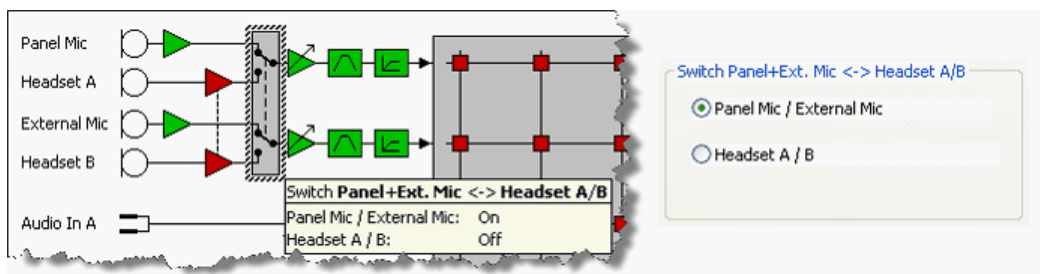 Panel Mic
Headset A
External Mic
Headset B
Audio In A
Switch Panel+Ext. Mic <-> Headset A/B
Panel Mic / External Mic: On
Headset A / B: Off
Switch Panel+Ext. Mic <-> Headset A/B
Panel Mic / External Mic
Headset A / B